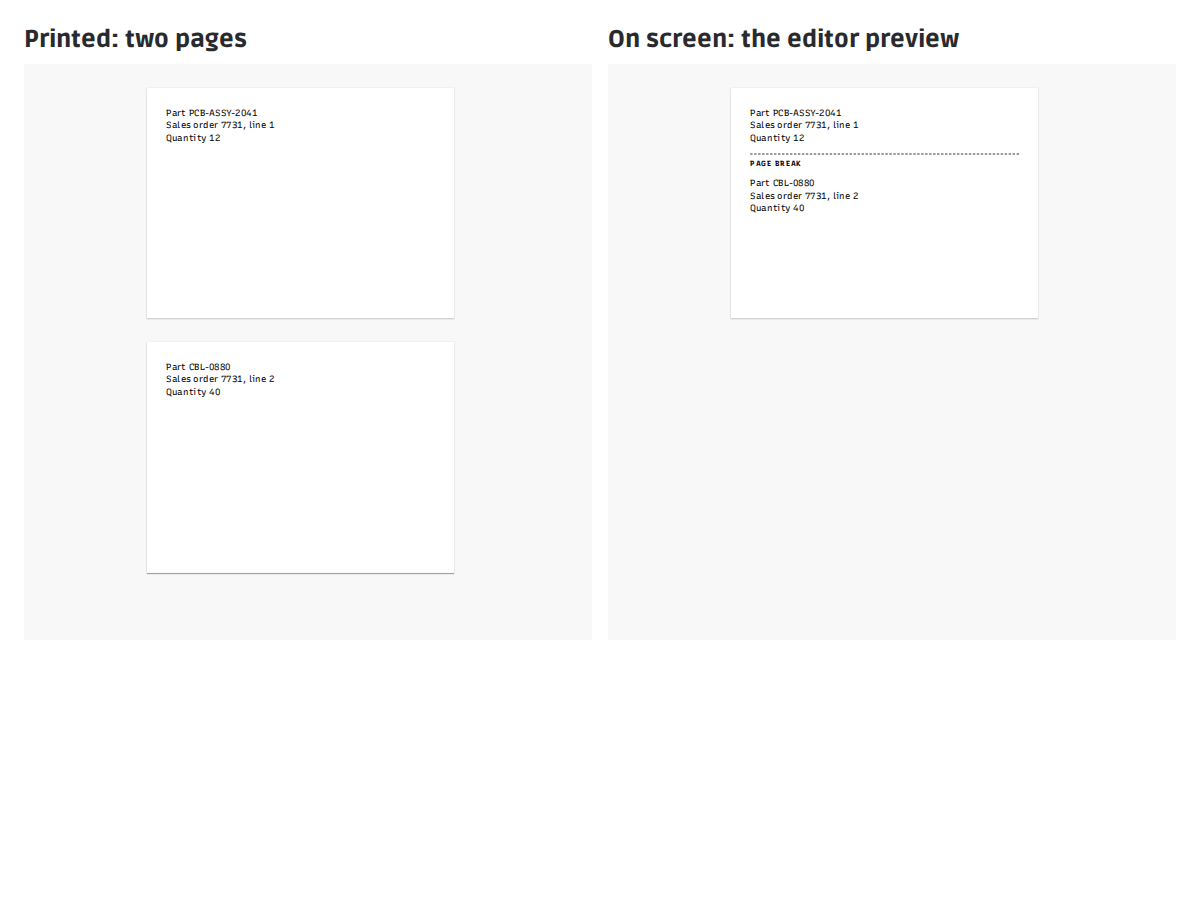 Printed: two pages
Part PCB-ASSY-2041
Sales order 7731, line 1
Quantity 12
Part CBL-0880
Sales order 7731, line 2
Quantity 40
On screen: the editor preview
Part PCB-ASSY-2041
Sales order 7731, line 1
Quantity 12
PAGE BREAK
Part CBL-0880
Sales order 7731, line 2
Quantity 40